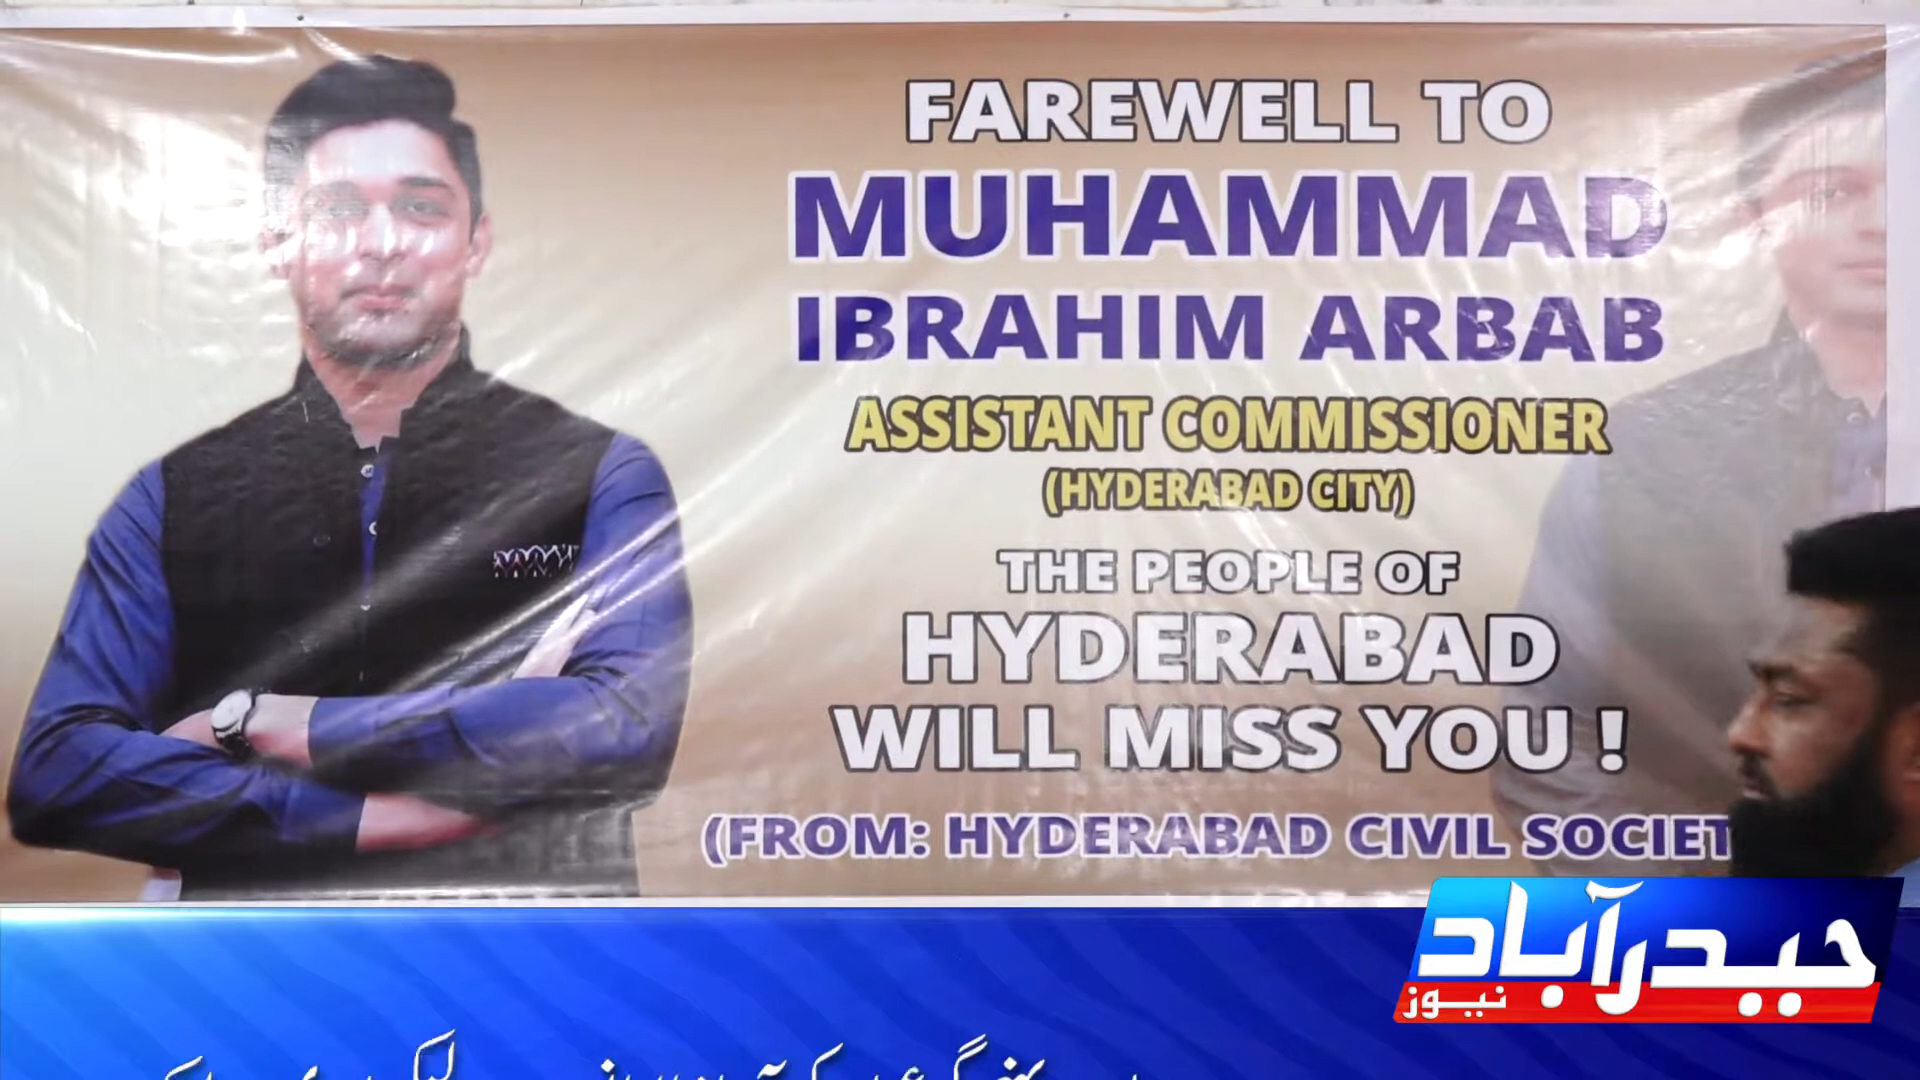 FAREWELL TO
MUHAMMAD
IBRAHIM ARBAB
ASSISTANT COMMISSIONER
(HYDERABAD CITY)
THE PEOPLE OF
HYDERABAD
WILL MISS YOU !
(FROM: HYDERABAD CIVIL SOCIET
حیدرآباد
نیوز